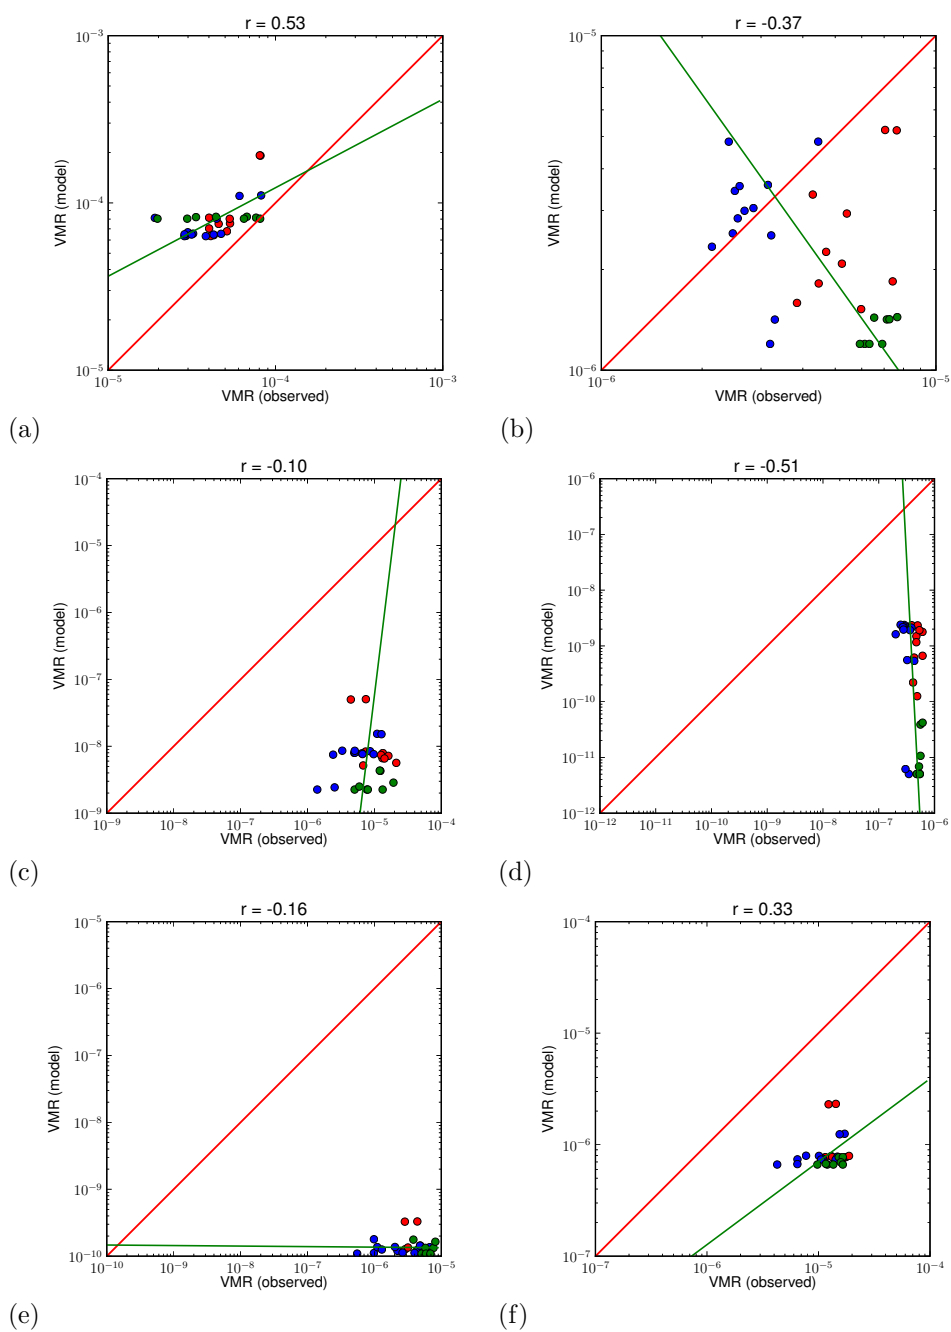 r = 0.53
r = -0.37
10⁻³
10⁻⁴
10⁻⁵
VMR (model)
10⁻⁵ 10⁻⁴ 10⁻³
VMR (observed)
(a)
10⁻⁵
10⁻⁶
VMR (model)
10⁻⁶ 10⁻⁵
VMR (observed)
(b)
r = -0.10
r = -0.51
10⁻⁴
10⁻⁵
10⁻⁶
10⁻⁷
10⁻⁸
10⁻⁹
VMR (model)
10⁻⁹ 10⁻⁸ 10⁻⁷ 10⁻⁶ 10⁻⁵ 10⁻⁴
VMR (observed)
(c)
10⁻⁶
10⁻⁷
10⁻⁸
10⁻⁹
10⁻¹⁰
10⁻¹¹
10⁻¹²
VMR (model)
10⁻¹² 10⁻¹¹ 10⁻¹⁰ 10⁻⁹ 10⁻⁸ 10⁻⁷ 10⁻⁶
VMR (observed)
(d)
r = -0.16
r = 0.33
10⁻⁵
10⁻⁶
10⁻⁷
10⁻⁸
10⁻⁹
10⁻¹⁰
VMR (model)
10⁻¹⁰ 10⁻⁹ 10⁻⁸ 10⁻⁷ 10⁻⁶ 10⁻⁵
VMR (observed)
(e)
10⁻⁴
10⁻⁵
10⁻⁶
10⁻⁷
VMR (model)
10⁻⁷ 10⁻⁶ 10⁻⁵ 10⁻⁴
VMR (observed)
(f)